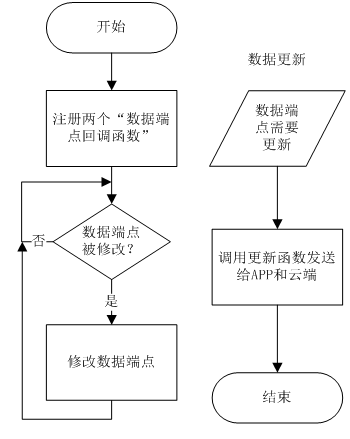 开始
注册两个“数据端
点回调函数”
数据端点
被修改？
否
是
修改数据端点
数据更新
数据端
点需要
更新
调用更新函数发送
给APP和云端
结束